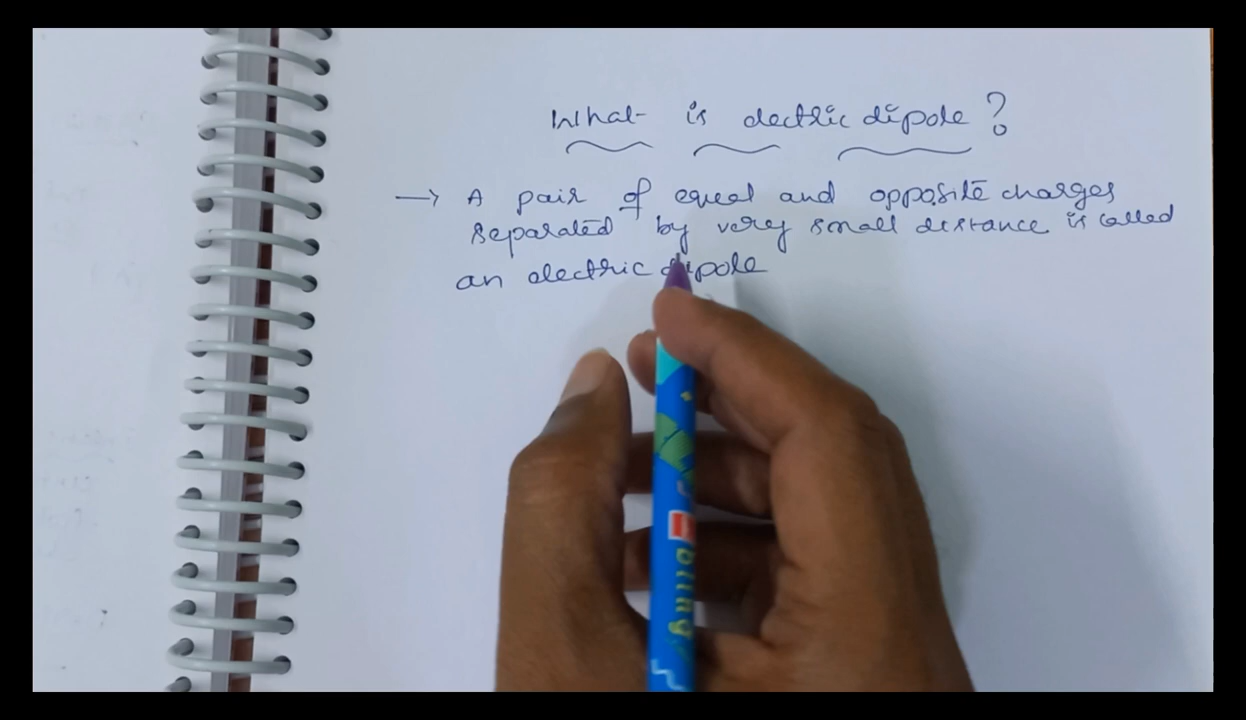 What is electric dipole?
→ A pair of equal and opposite charges
separated by very small distance is called
an electric dipole
bling